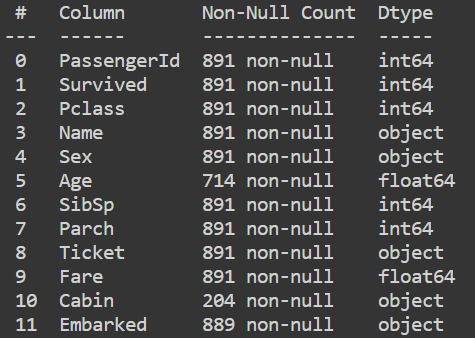 #   Column       Non-Null Count  Dtype
---  ------       --------------  -----
 0   PassengerId  891 non-null    int64
 1   Survived     891 non-null    int64
 2   Pclass       891 non-null    int64
 3   Name         891 non-null    object
 4   Sex          891 non-null    object
 5   Age          714 non-null    float64
 6   SibSp        891 non-null    int64
 7   Parch        891 non-null    int64
 8   Ticket       891 non-null    object
 9   Fare         891 non-null    float64
 10  Cabin        204 non-null    object
 11  Embarked     889 non-null    object